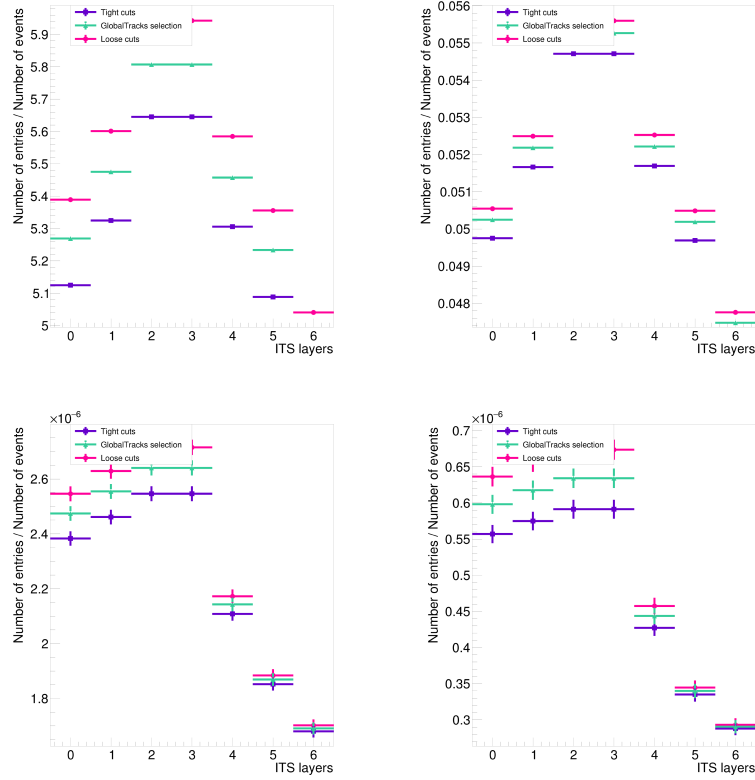 Number of entries / Number of events
Tight cuts
GlobalTracks selection
Loose cuts
5.9
5.8
5.7
5.6
5.5
5.4
5.3
5.2
5.1
5
0 1 2 3 4 5 6
ITS layers
Number of entries / Number of events
Tight cuts
GlobalTracks selection
Loose cuts
0.056
0.055
0.054
0.053
0.052
0.051
0.05
0.049
0.048
0 1 2 3 4 5 6
ITS layers
×10⁻⁶
Number of entries / Number of events
Tight cuts
GlobalTracks selection
Loose cuts
2.6
2.4
2.2
2
1.8
0 1 2 3 4 5 6
ITS layers
×10⁻⁶
Number of entries / Number of events
Tight cuts
GlobalTracks selection
Loose cuts
0.7
0.65
0.6
0.55
0.5
0.45
0.4
0.35
0.3
0 1 2 3 4 5 6
ITS layers